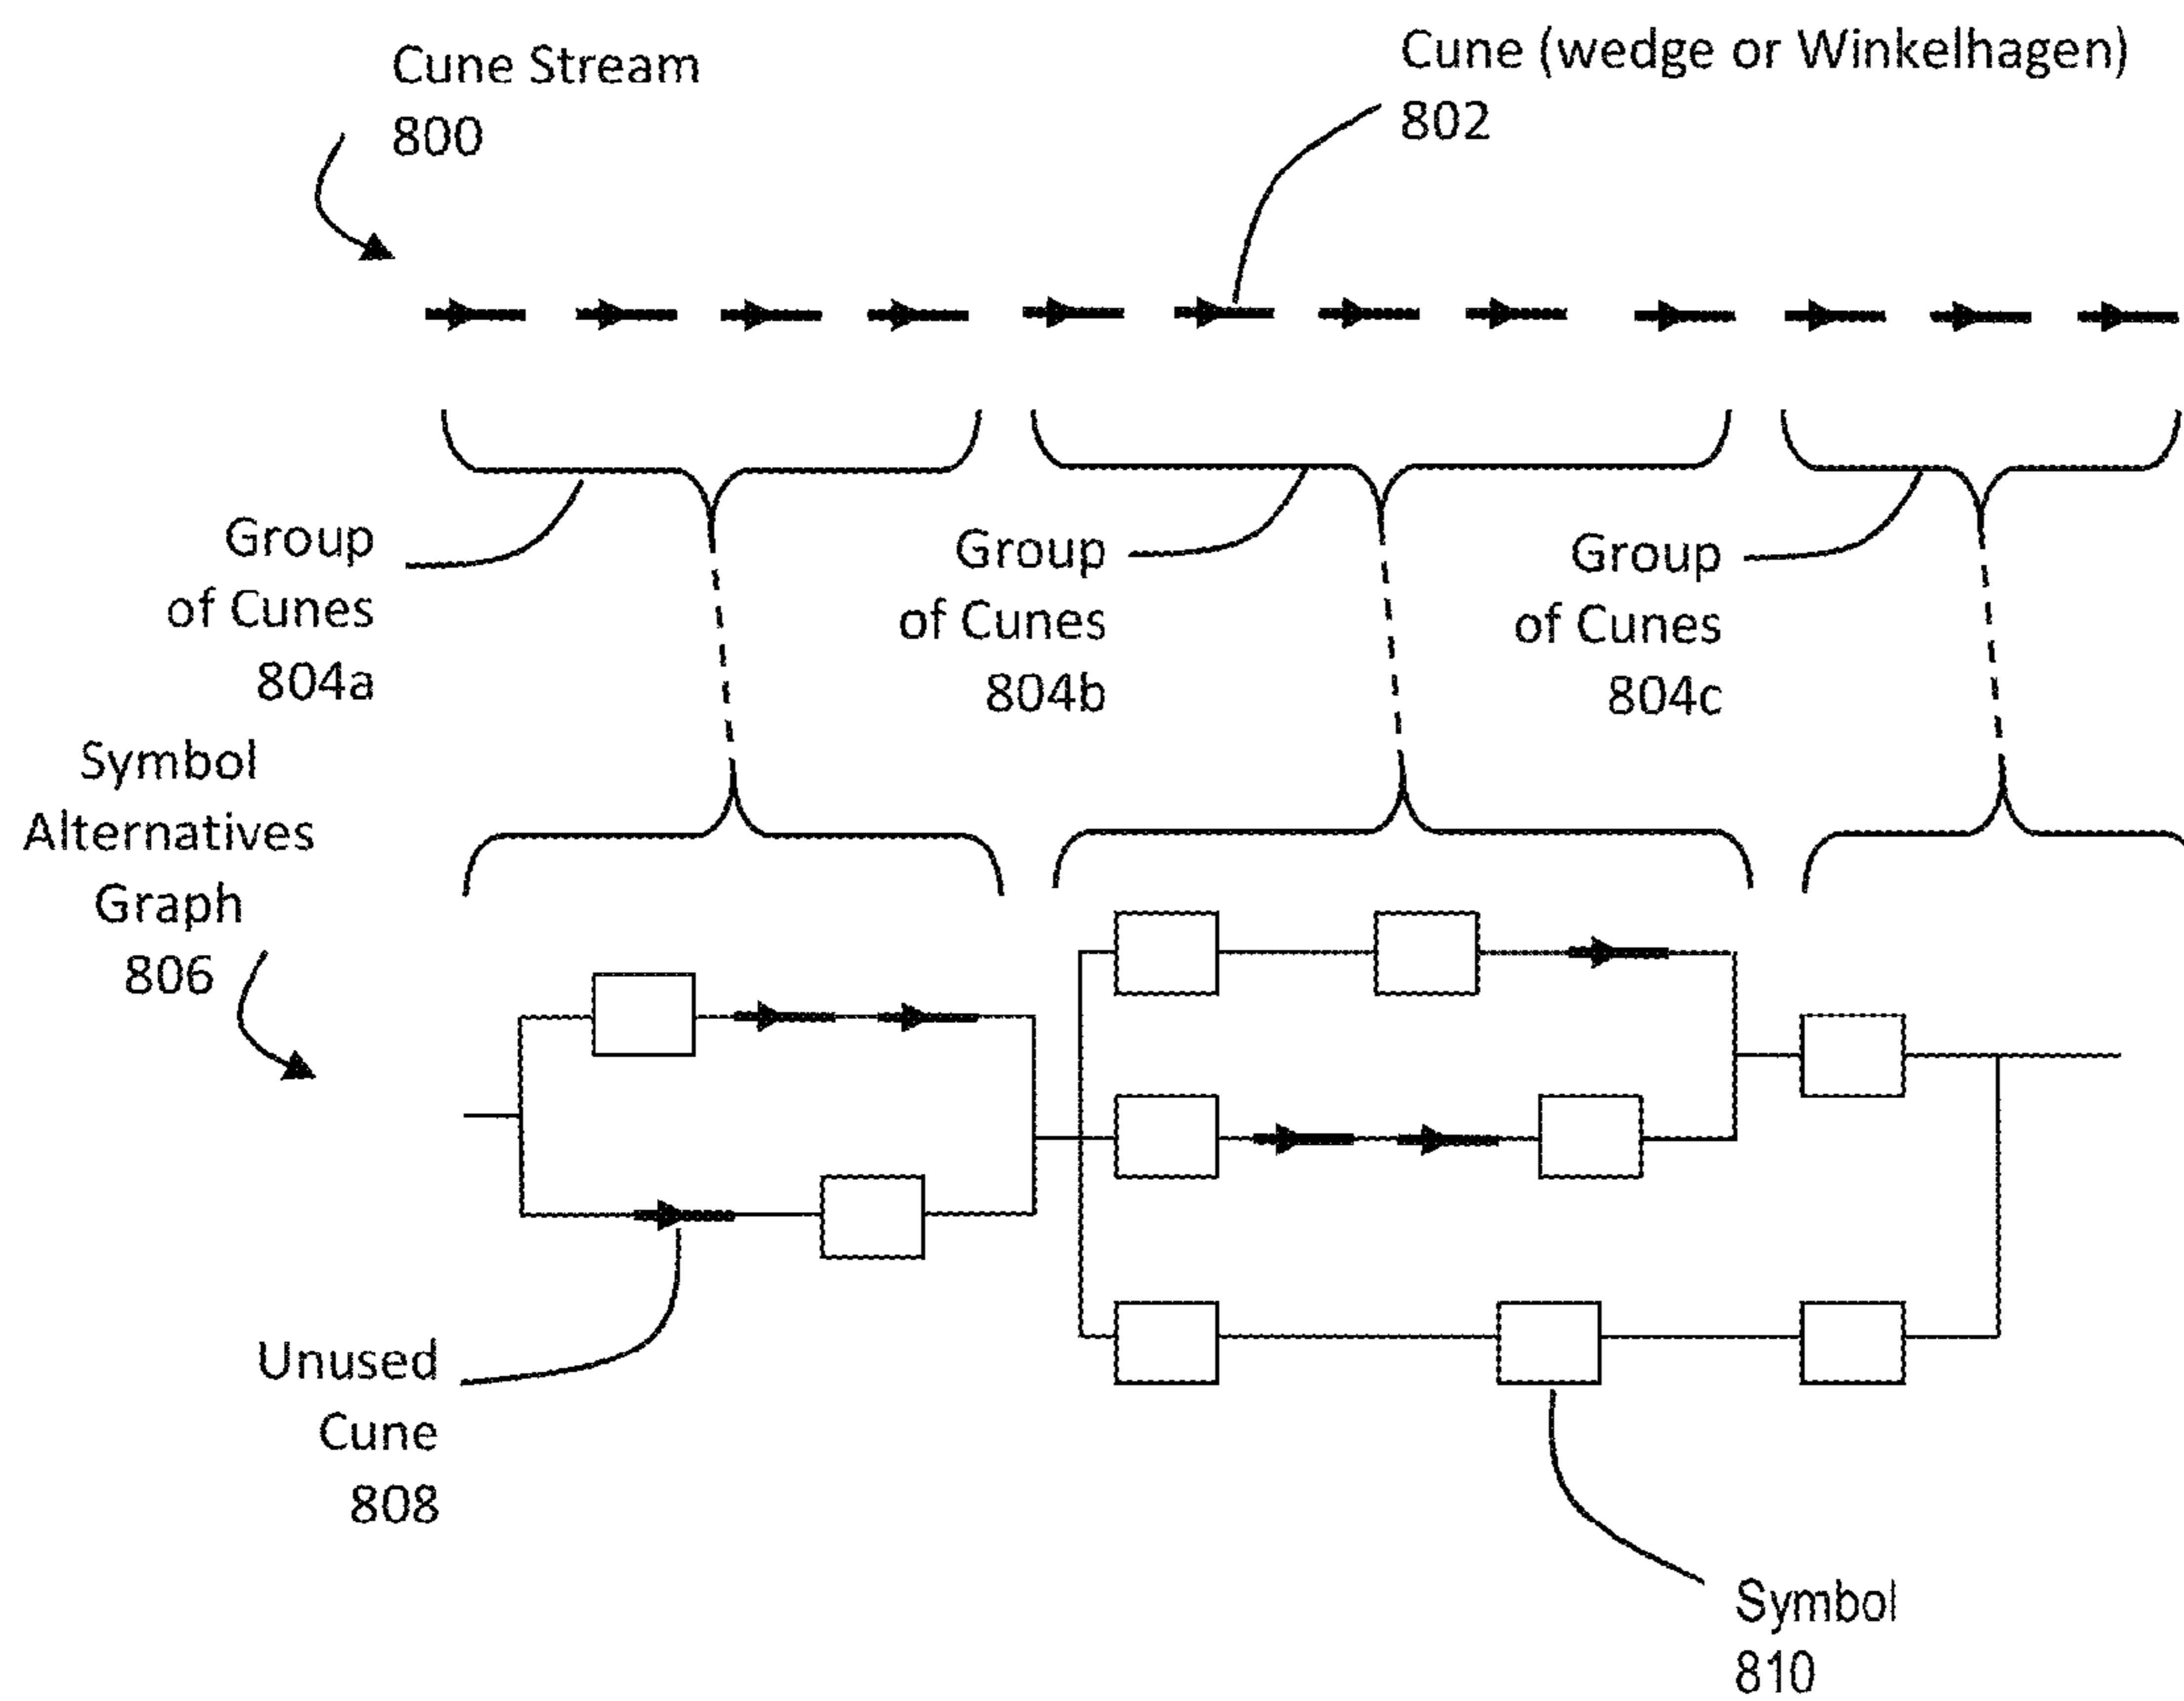 Cune Stream
800
Cune (wedge or Winkelhagen)
802
Group
of Cunes
804a
Group
of Cunes
804b
Group
of Cunes
804c
Symbol
Alternatives
Graph
806
Unused
Cune
808
Symbol
810